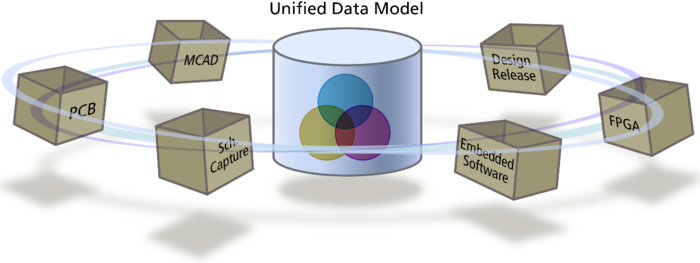 Unified Data Model
MCAD
Design
Release
PCB
FPGA
Sch
Capture
Embedded
Software